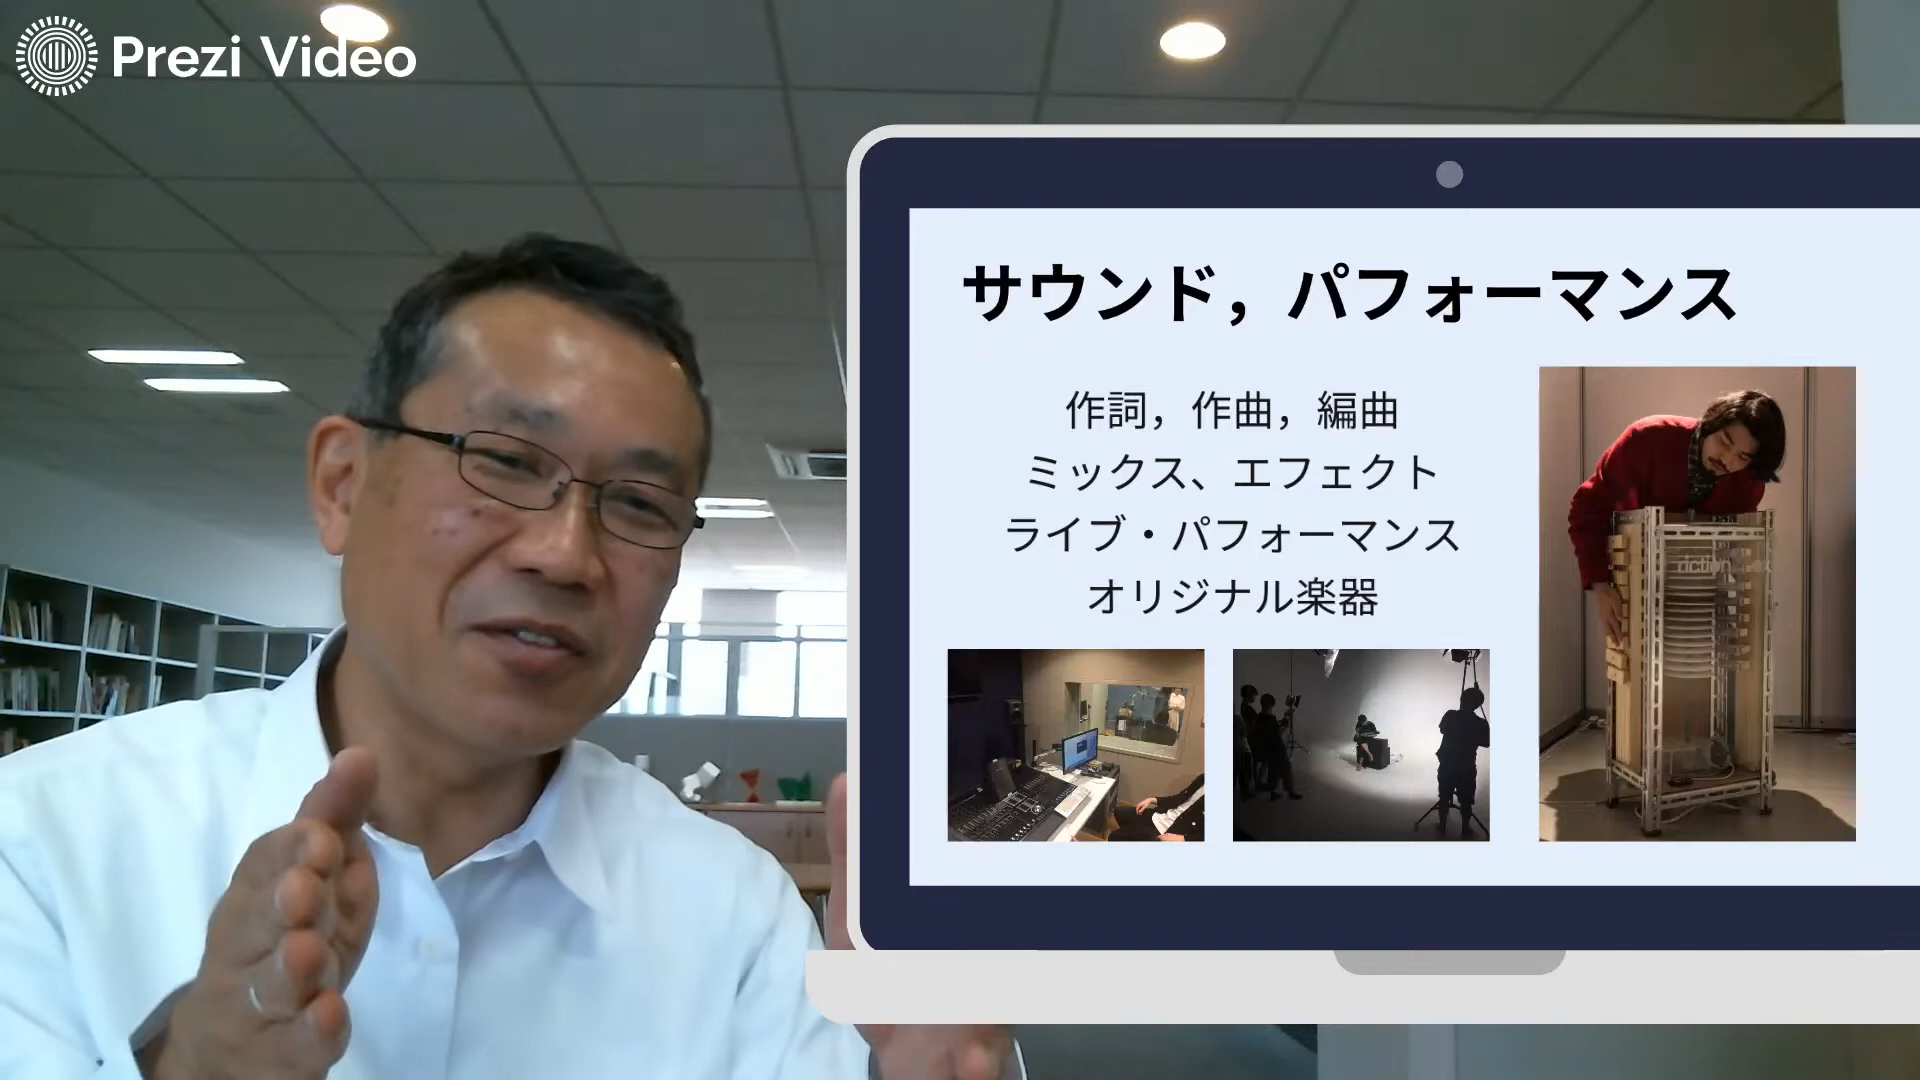 Prezi Video
サウンド，パフォーマンス
作詞，作曲，編曲
ミックス、エフェクト
ライブ・パフォーマンス
オリジナル楽器